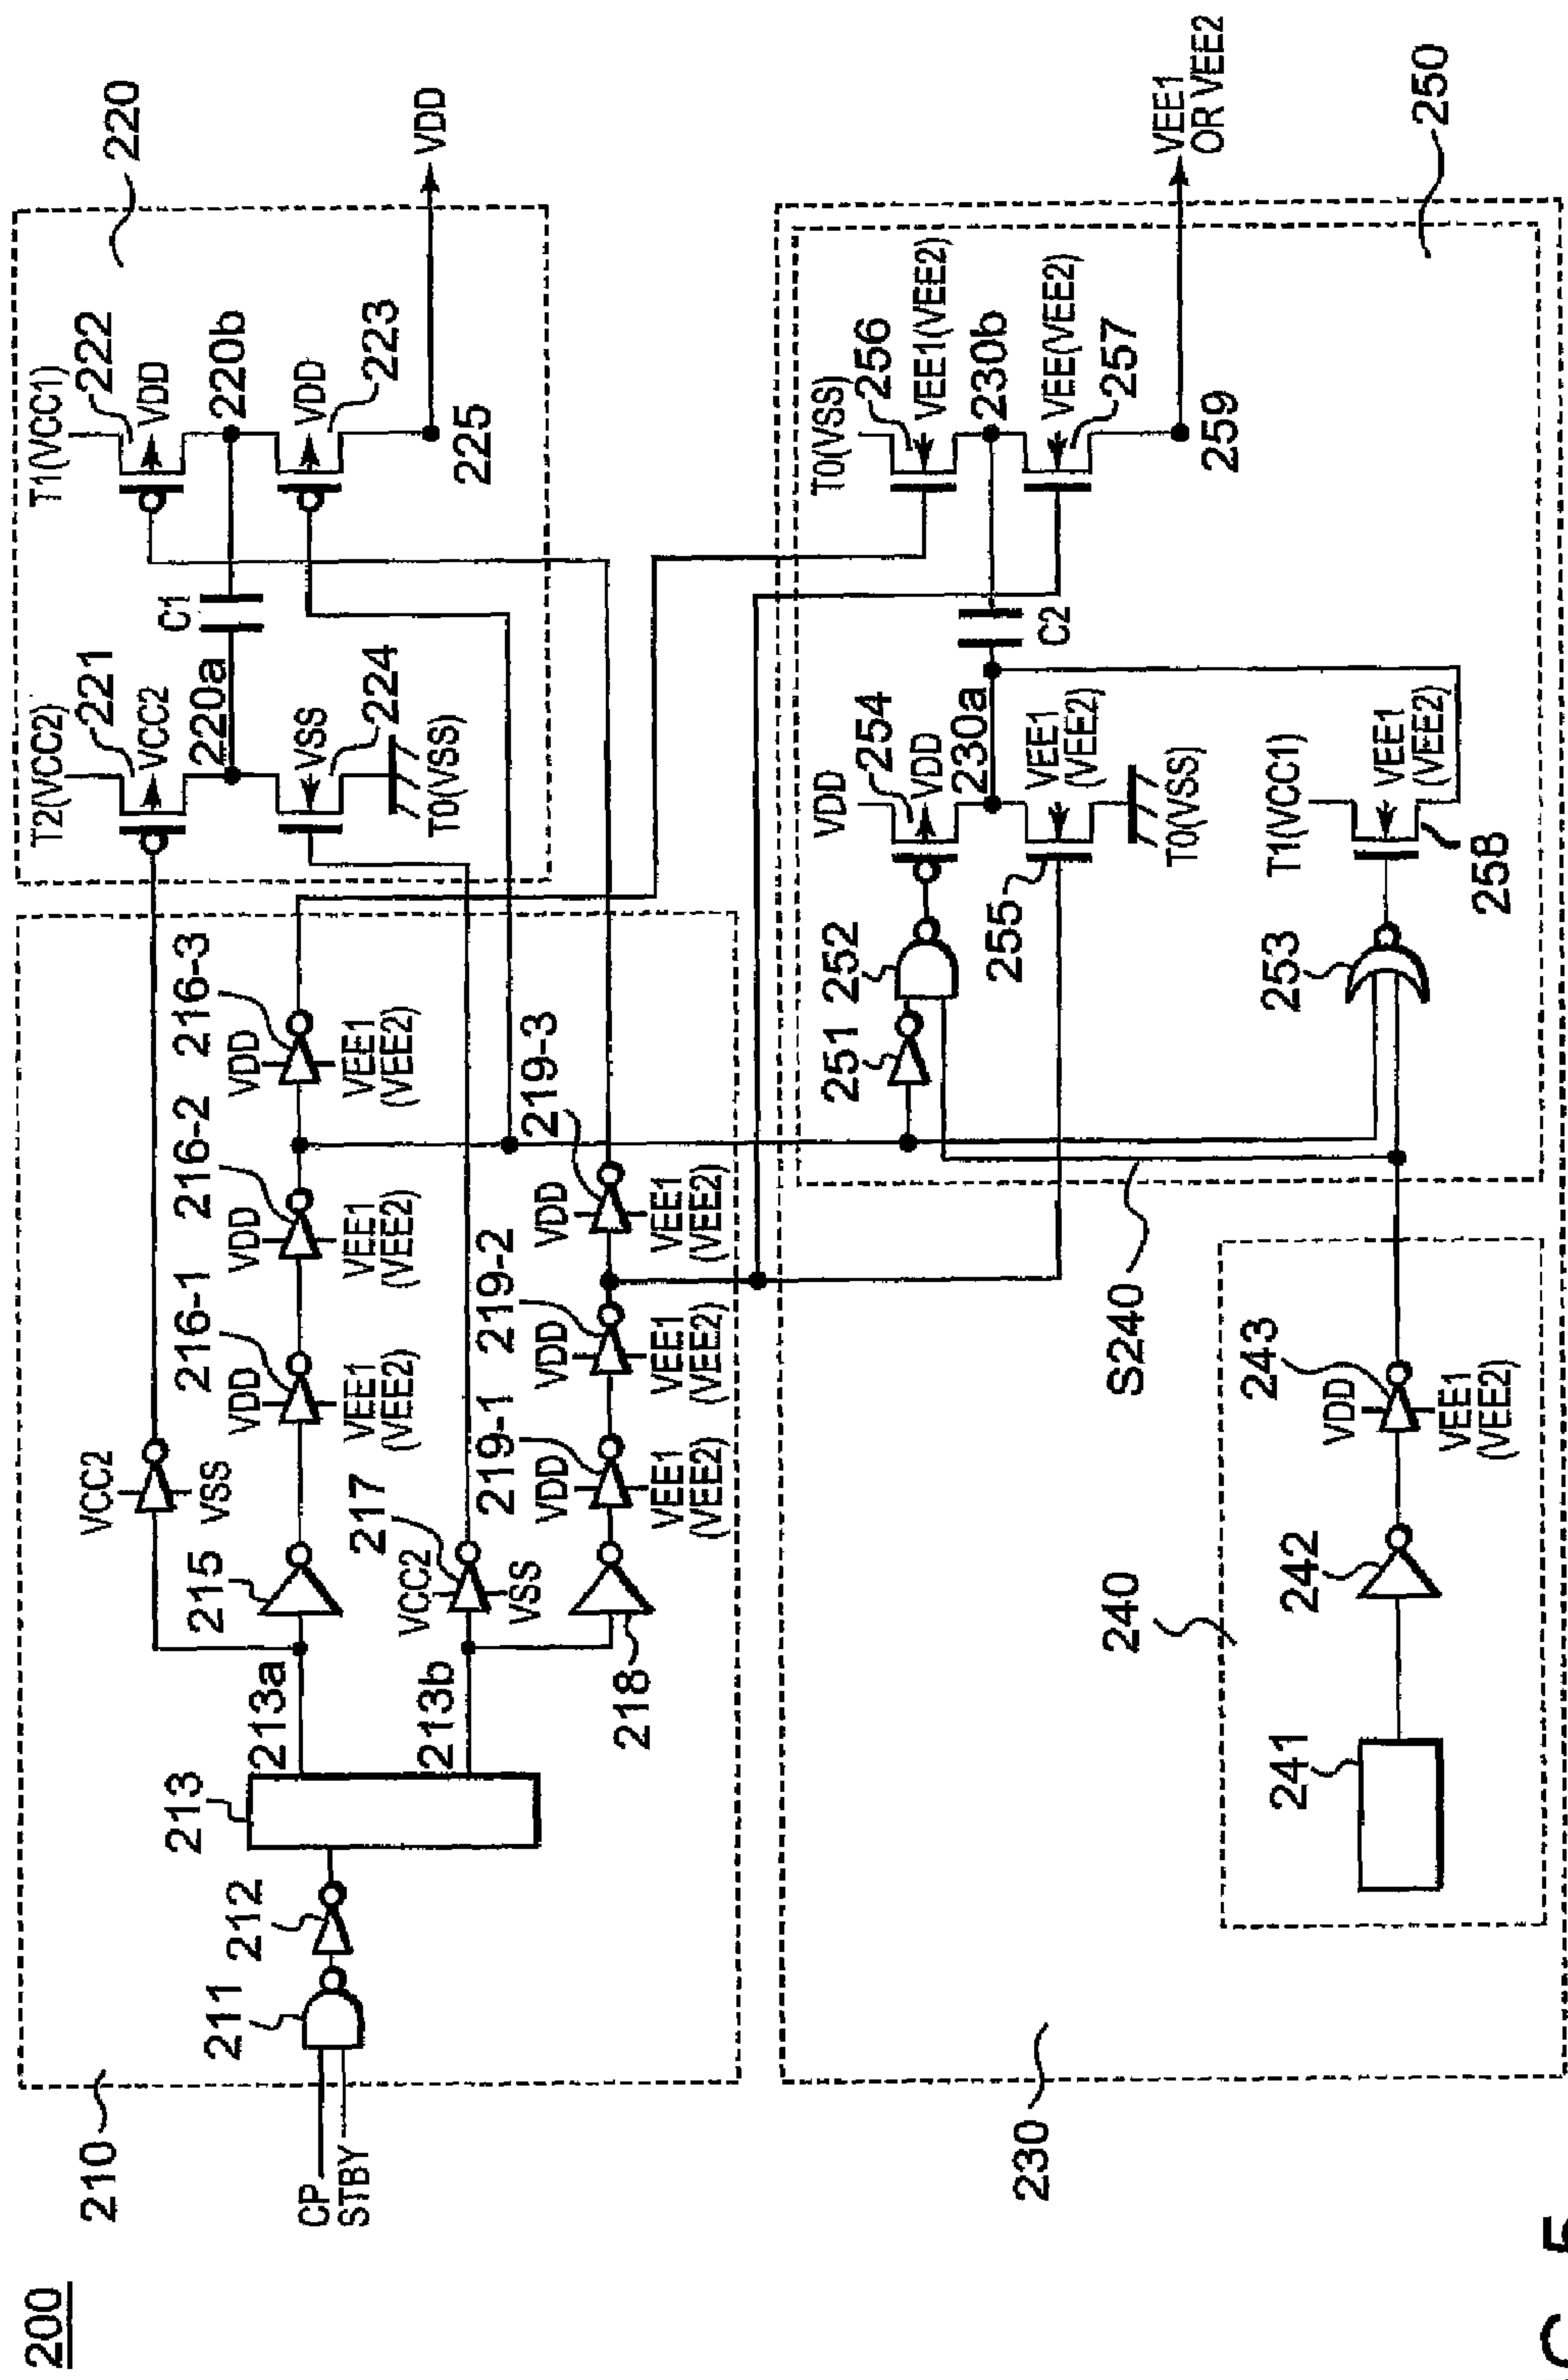 200
210
CP
STBY
211
212
213
213a
213b
VCC2
VSS
215
216-1
VDD
VEE1
(VEE2)
216-2
VDD
VEE1
(VEE2)
216-3
VDD
VEE1
(VEE2)
217
VCC2
VSS
218
219-1
VDD
VEE1
(VEE2)
219-2
VDD
VEE1
(VEE2)
219-3
VDD
VEE1
(VEE2)
220
T2(VCC2)
221
VCC2
220a
C1
VSS
224
T0(VSS)
T1(VCC1)
222
VDD
220b
VDD
223
225
VDD
230
240
241
242
243
VDD
VEE1
(VEE2)
S240
250
251
252
253
VDD
254
VDD
230a
255
VEE1
(VEE2)
T0(VSS)
C2
T1(VCC1)
VEE1
(VEE2)
258
T0(VSS)
256
VEE1(VEE2)
230b
VEE(VEE2)
257
259
VEE1
OR VEE2